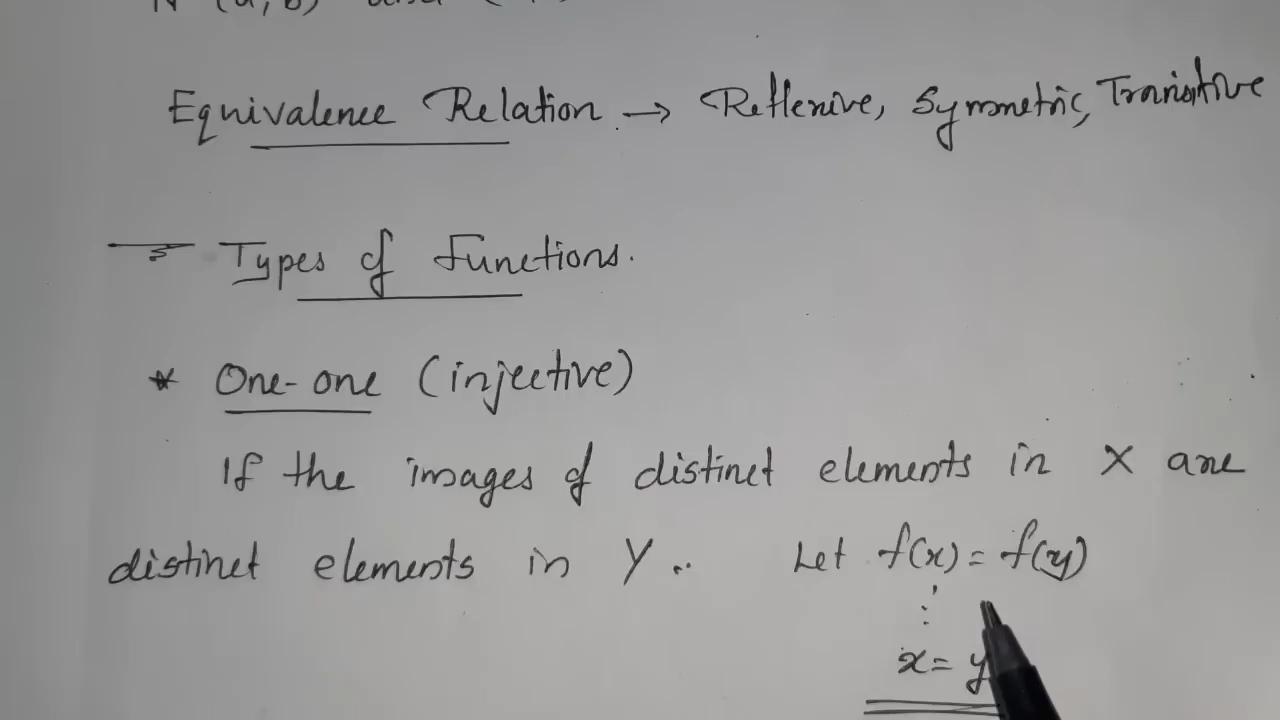 Equivalence Relation → Reflexive, Symmetric, Transitive
Types of Functions.
* One-one (injective)
If the images of distinct elements in X are
distinct elements in Y.. Let f(x) = f(y)
⋮
x = y